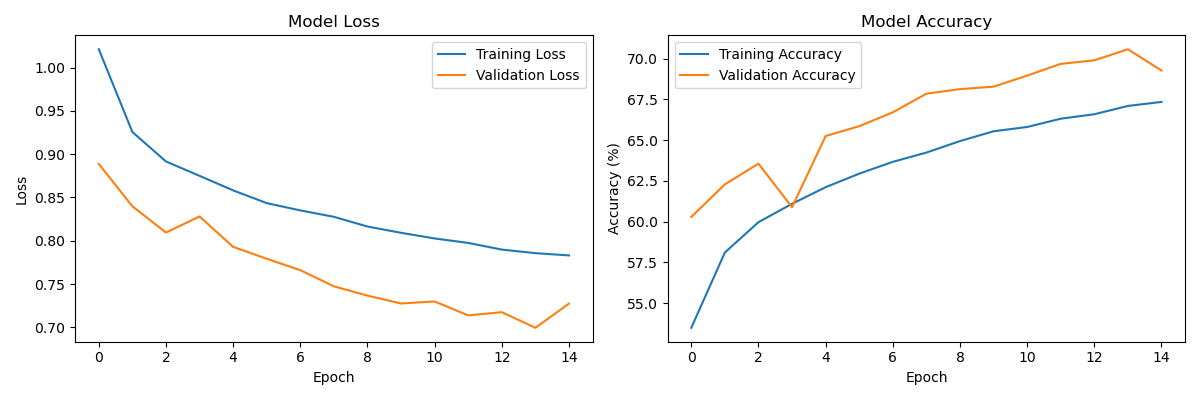 Model Loss
Training Loss
Validation Loss
1.00
0.95
0.90
0.85
0.80
0.75
0.70
Loss
0 2 4 6 8 10 12 14
Epoch
Model Accuracy
Training Accuracy
Validation Accuracy
70.0
67.5
65.0
62.5
60.0
57.5
55.0
Accuracy (%)
0 2 4 6 8 10 12 14
Epoch